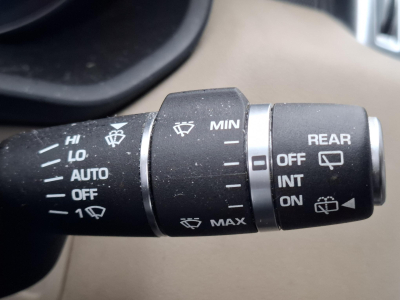 HI
LO
AUTO
OFF
1
MIN
MAX
REAR
OFF
INT
ON